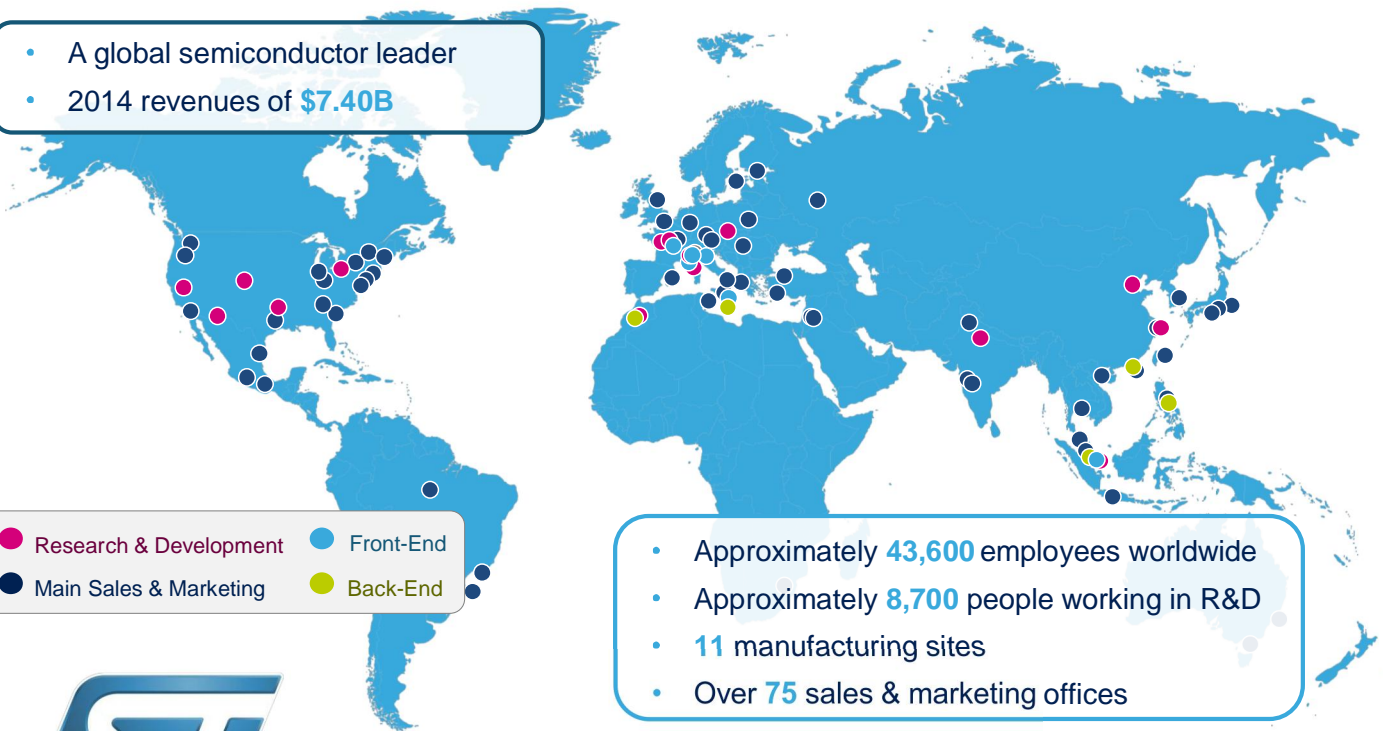 • A global semiconductor leader
• 2014 revenues of $7.40B
Research & Development
Front-End
Main Sales & Marketing
Back-End
• Approximately 43,600 employees worldwide
• Approximately 8,700 people working in R&D
• 11 manufacturing sites
• Over 75 sales & marketing offices